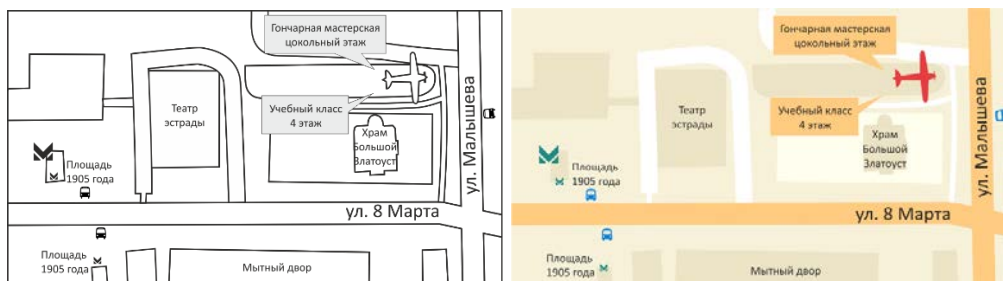 Гончарная мастерская
цокольный этаж
Учебный класс
4 этаж
Театр
эстрады
Храм
Большой
Златоуст
ул. Малышева
Площадь
1905 года
ул. 8 Марта
Площадь
1905 года
Мытный двор
Гончарная мастерская
цокольный этаж
Учебный класс
4 этаж
Театр
эстрады
Храм
Большой
Златоуст
ул. Малышева
Площадь
1905 года
ул. 8 Марта
Площадь
1905 года
Мытный двор